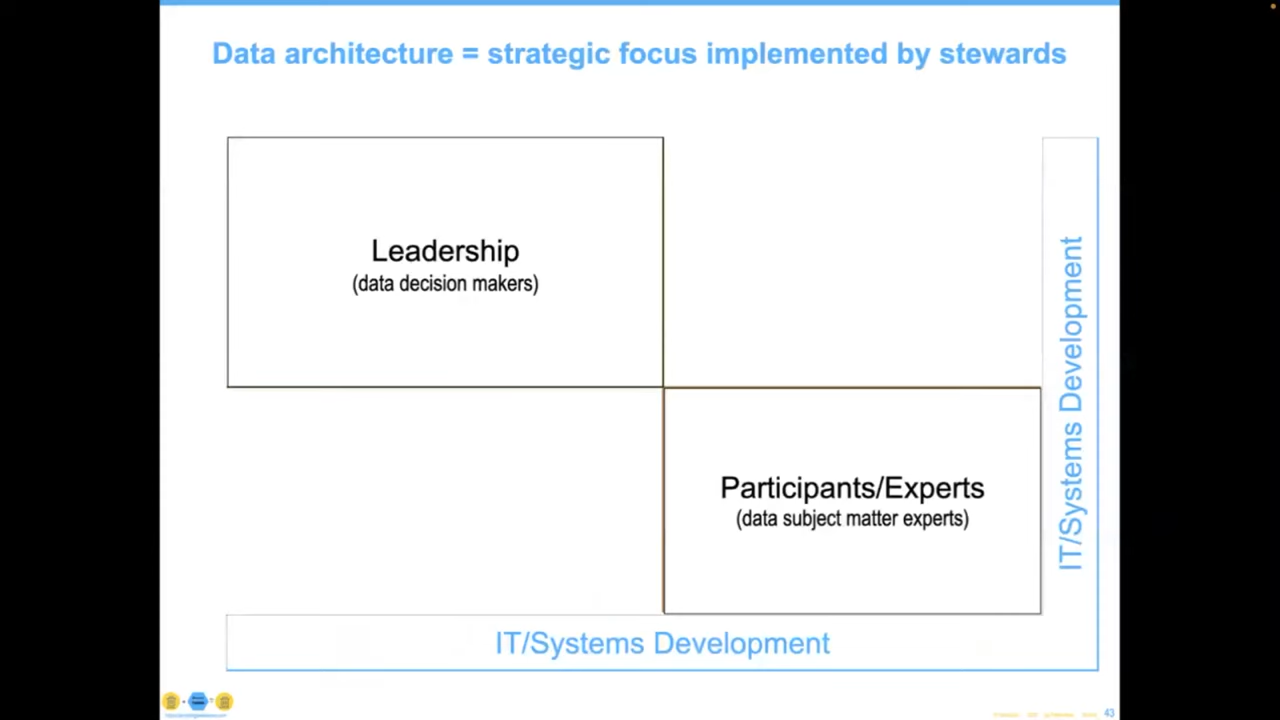 Data architecture = strategic focus implemented by stewards
Leadership
(data decision makers)
IT/Systems Development
Participants/Experts
(data subject matter experts)
IT/Systems Development
43